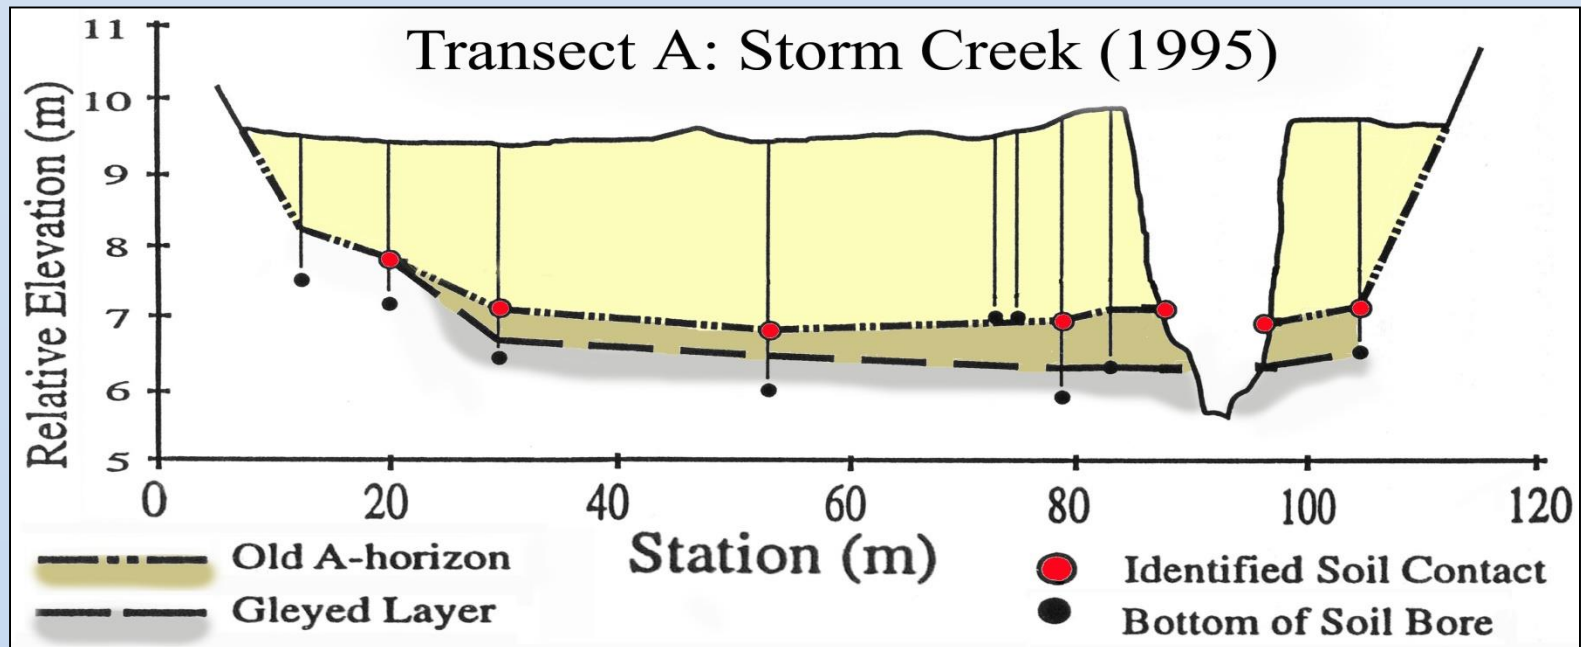 Transect A: Storm Creek (1995)
Relative Elevation (m)
11
10
9
8
7
6
5
0 20 40 60 80 100 120
Station (m)
Old A-horizon
Gleyed Layer
Identified Soil Contact
Bottom of Soil Bore